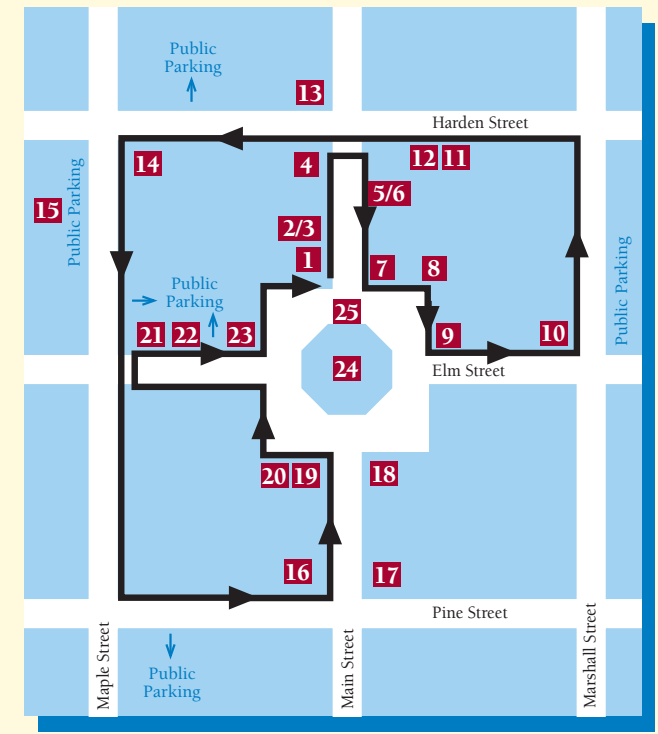 Public
Parking
13
Harden Street
14
4
12
11
Public Parking
15
5/6
2/3
1
7
8
Public
Parking
Public Parking
25
21
22
23
9
10
24
Elm Street
20
19
18
16
17
Pine Street
Maple Street
Main Street
Marshall Street
Public
Parking